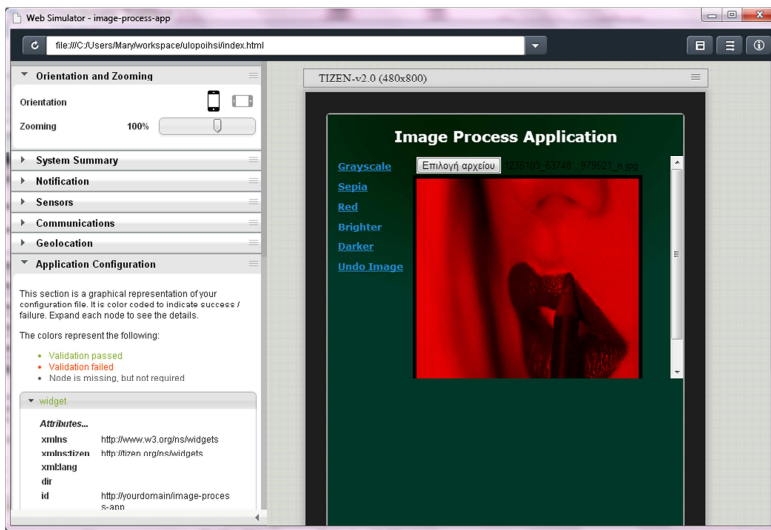 Web Simulator - image-process-app
file:///C:/Users/Mary/workspace/ulopoihsi/index.html
Orientation and Zooming
Orientation
Zooming 100%
System Summary
Notification
Sensors
Communications
Geolocation
Application Configuration
This section is a graphical representation of your
configuration file. It is color coded to indicate success /
failure. Expand each node to see the details.
The colors represent the following:
Validation passed
Validation failed
Node is missing, but not required
widget
Attributes...
xmlns http://www.w3.org/ns/widgets
xmlns:tizen http://tizen.org/ns/widgets
xml:lang
dir
id http://yourdomain/image-proces
s-app
TIZEN-v2.0 (480x800)
Image Process Application
Grayscale
Sepia
Red
Brighter
Darker
Undo Image
Επιλογή αρχείου